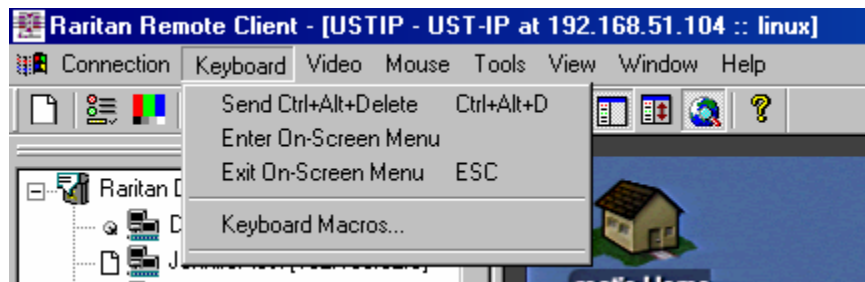 Raritan Remote Client - [USTIP - UST-IP at 192.168.51.104 :: linux]
Connection Keyboard Video Mouse Tools View Window Help
Send Ctrl+Alt+Delete Ctrl+Alt+D
Enter On-Screen Menu
Exit On-Screen Menu ESC
Raritan D
Keyboard Macros...